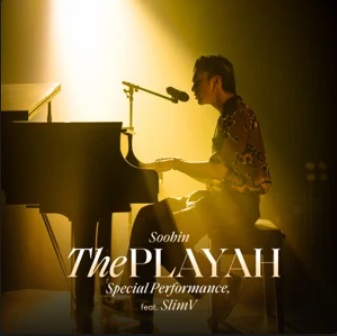 Soobin
ThePLAYAH
Special Performance,
feat. SlimV